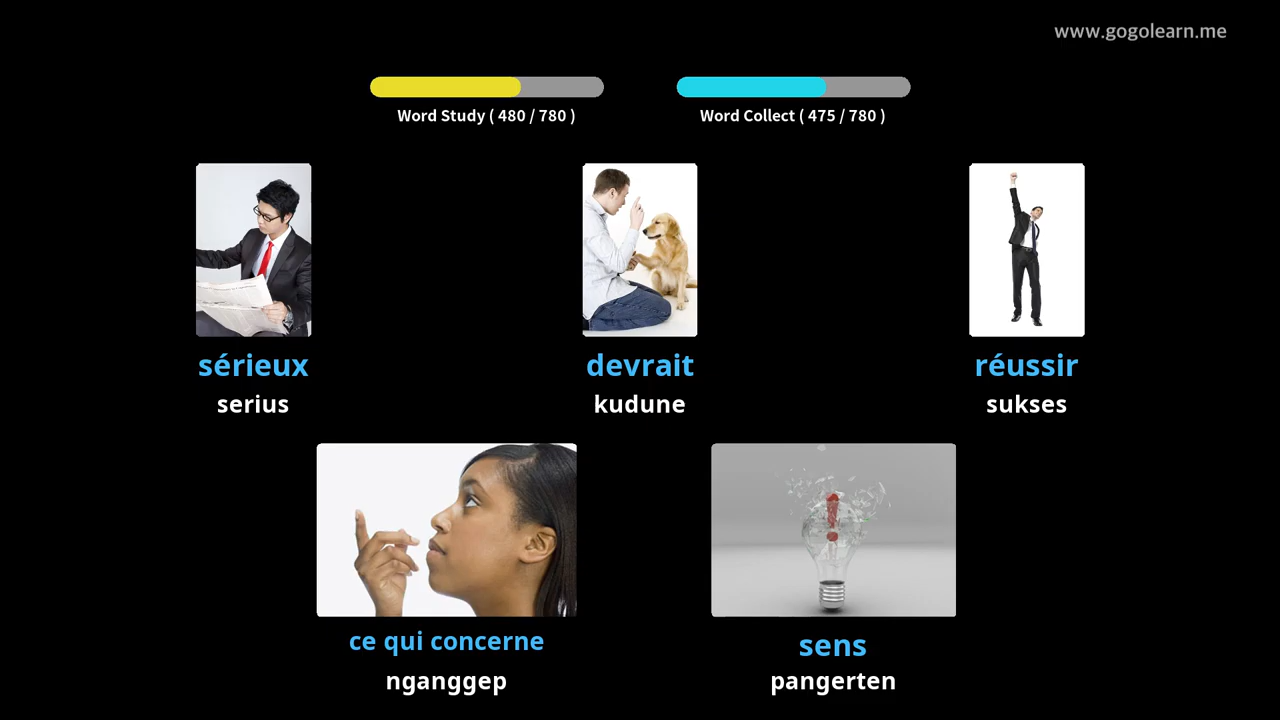 www.gogolearn.me
Word Study ( 480 / 780 )
Word Collect ( 475 / 780 )
sérieux
serius
devrait
kudune
réussir
sukses
ce qui concerne
nganggep
sens
pangerten